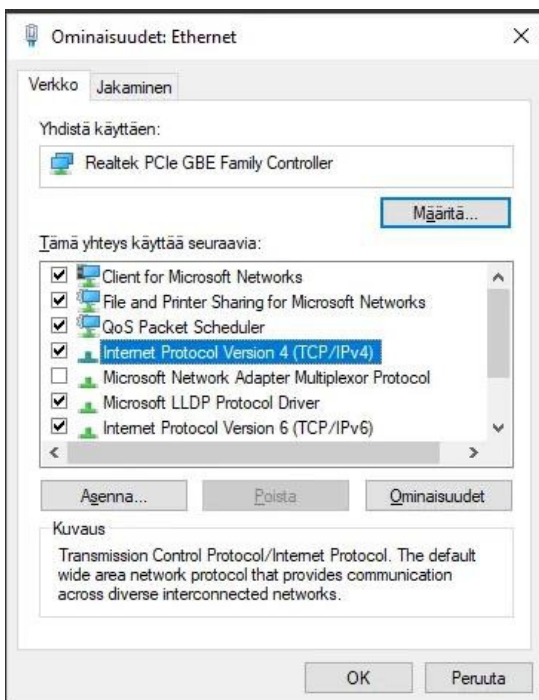 Ominaisuudet: Ethernet
Verkko
Jakaminen
Yhdistä käyttäen:
Realtek PCIe GBE Family Controller
Määritä...
Tämä yhteys käyttää seuraavia:
Client for Microsoft Networks
File and Printer Sharing for Microsoft Networks
QoS Packet Scheduler
Internet Protocol Version 4 (TCP/IPv4)
Microsoft Network Adapter Multiplexor Protocol
Microsoft LLDP Protocol Driver
Internet Protocol Version 6 (TCP/IPv6)
Asenna...
Poista
Ominaisuudet
Kuvaus
Transmission Control Protocol/Internet Protocol. The default
wide area network protocol that provides communication
across diverse interconnected networks.
OK
Peruuta